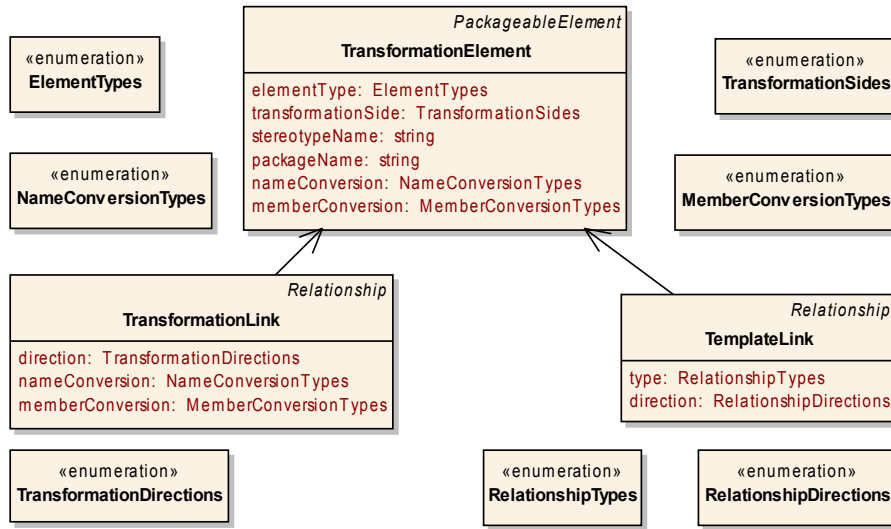 PackageableElement
TransformationElement
elementType: ElementTypes
transformationSide: TransformationSides
stereotypeName: string
packageName: string
nameConversion: NameConversionTypes
memberConversion: MemberConversionTypes
«enumeration»
ElementTypes
«enumeration»
TransformationSides
«enumeration»
NameConversionTypes
«enumeration»
MemberConversionTypes
Relationship
TransformationLink
direction: TransformationDirections
nameConversion: NameConversionTypes
memberConversion: MemberConversionTypes
Relationship
TemplateLink
type: RelationshipTypes
direction: RelationshipDirections
«enumeration»
TransformationDirections
«enumeration»
RelationshipTypes
«enumeration»
RelationshipDirections